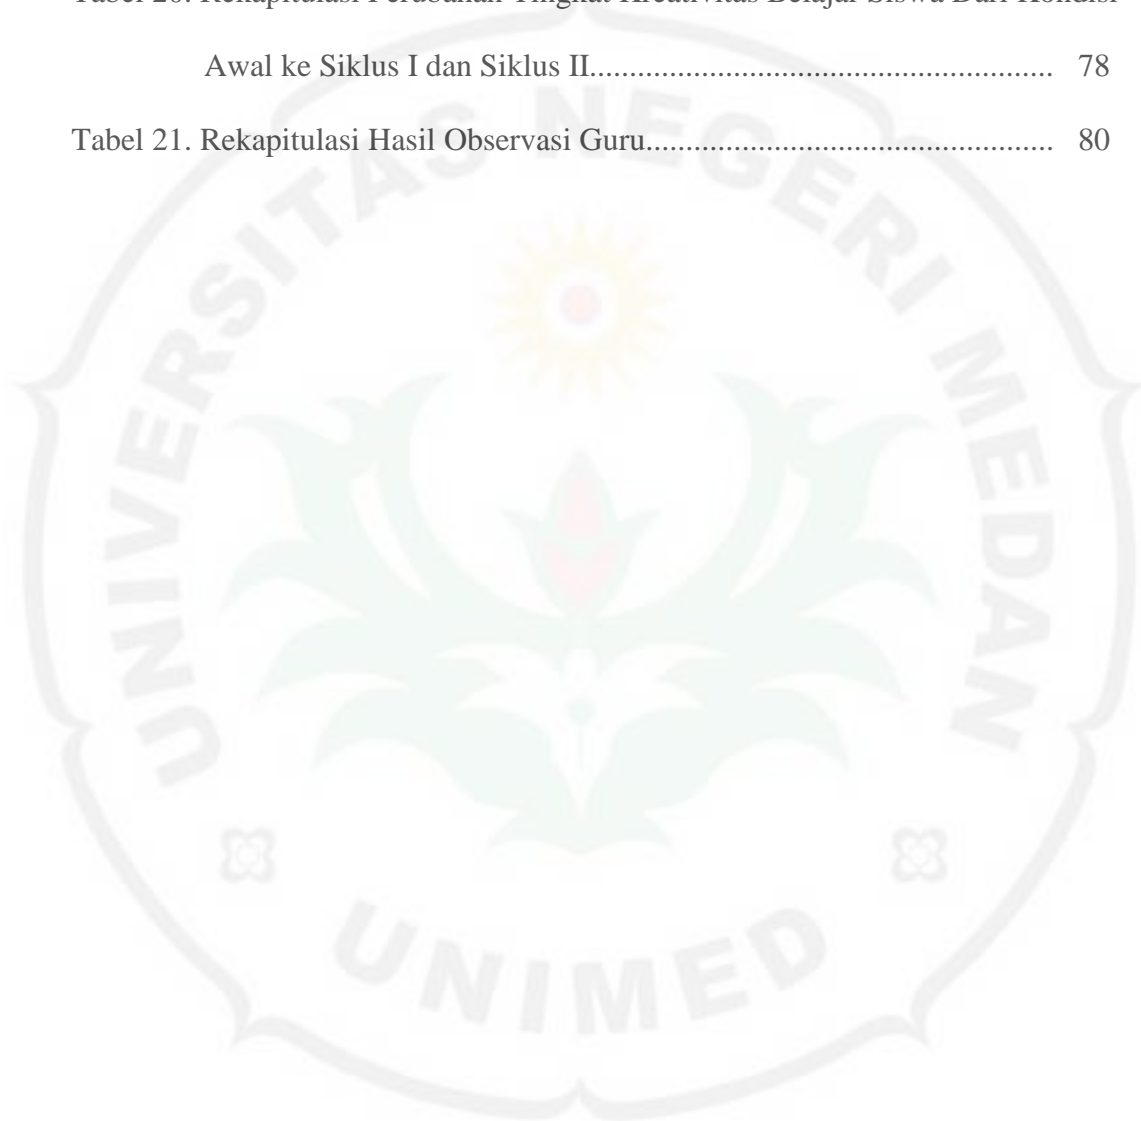 Tabel 20. Rekapitulasi Perubahan Tingkat Kreativitas Belajar Siswa Dari Kondisi
Awal ke Siklus I dan Siklus II..................................................... 78
Tabel 21. Rekapitulasi Hasil Observasi Guru............................................... 80
UNIVERSITAS NEGERI MEDAN
UNIMED